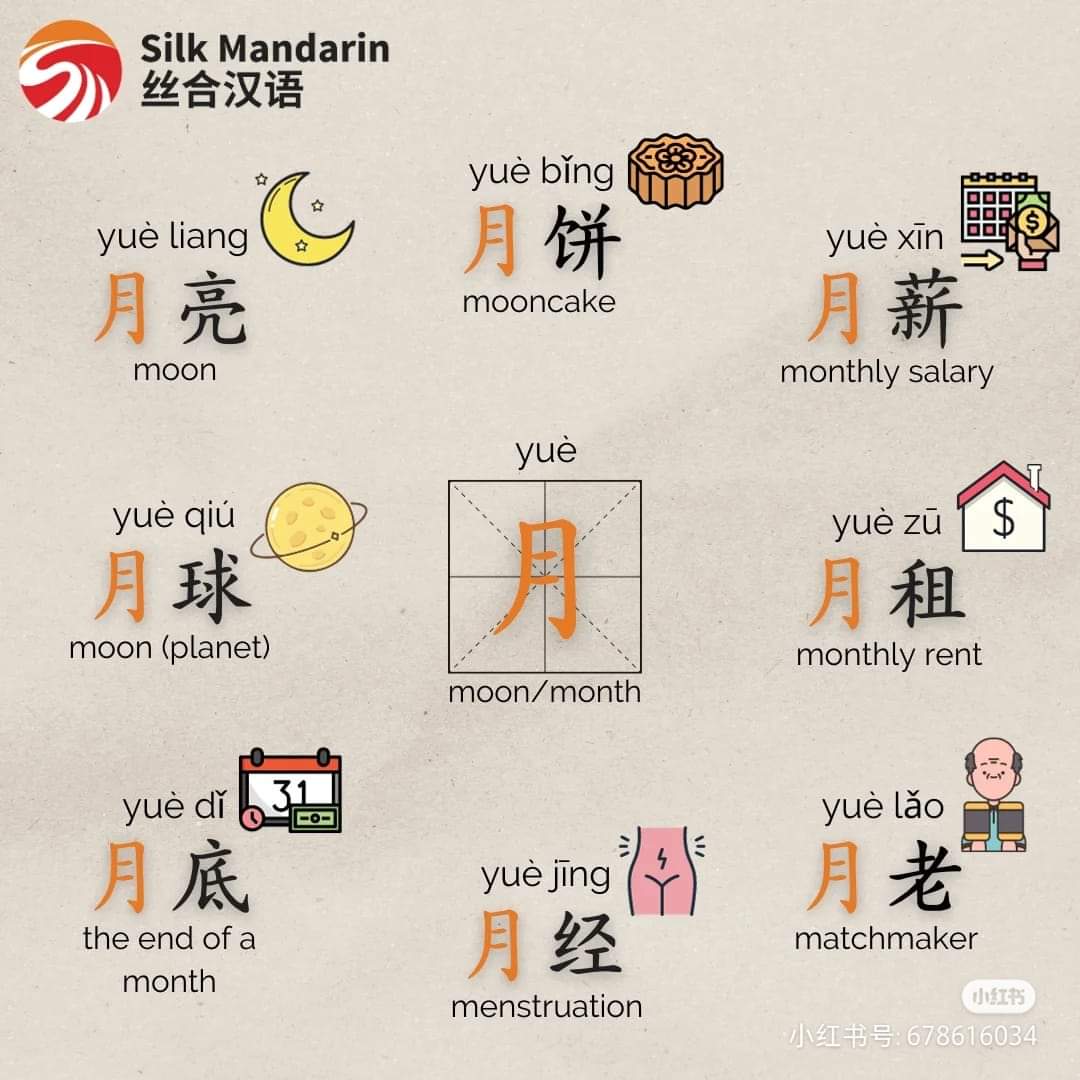 Silk Mandarin
丝合汉语
yuè liang
月亮
moon
yuè bǐng
月饼
mooncake
yuè xīn
月薪
monthly salary
$
yuè qiú
月球
moon (planet)
yuè
月
moon/month
yuè zū
月租
monthly rent
$
yuè dǐ
月底
the end of a
month
31
yuè jīng
月经
menstruation
yuè lǎo
月老
matchmaker
小红书
小红书号: 678616034